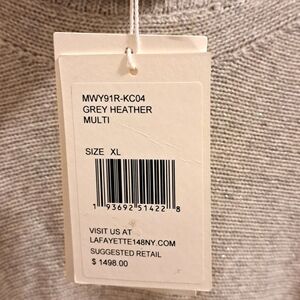 MWY91R-KC04
GREY HEATHER
MULTI
SIZE XL
1 93692 51422 8
VISIT US AT
LAFAYETTE148NY.COM
SUGGESTED RETAIL
$ 1498.00